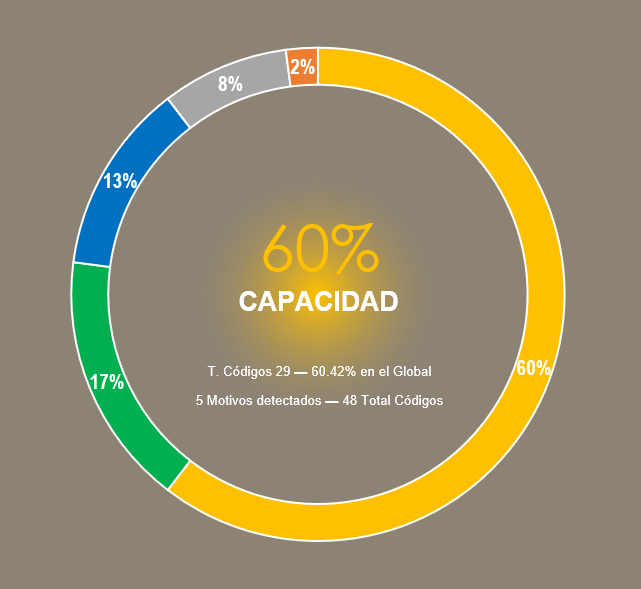 2%
8%
13%
60%
CAPACIDAD
T. Códigos 29 — 60.42% en el Global
60%
17%
5 Motivos detectados — 48 Total Códigos